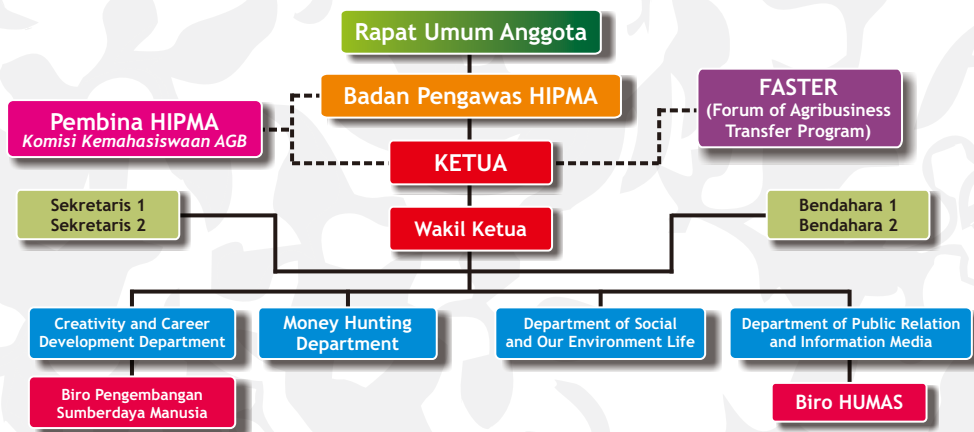 Rapat Umum Anggota
Badan Pengawas HIPMA
FASTER
(Forum of Agribusiness
Transfer Program)
Pembina HIPMA
Komisi Kemahasiswaan AGB
KETUA
Sekretaris 1
Sekretaris 2
Wakil Ketua
Bendahara 1
Bendahara 2
Creativity and Career
Development Department
Money Hunting
Department
Department of Social
and Our Environment Life
Department of Public Relation
and Information Media
Biro Pengembangan
Sumberdaya Manusia
Biro HUMAS